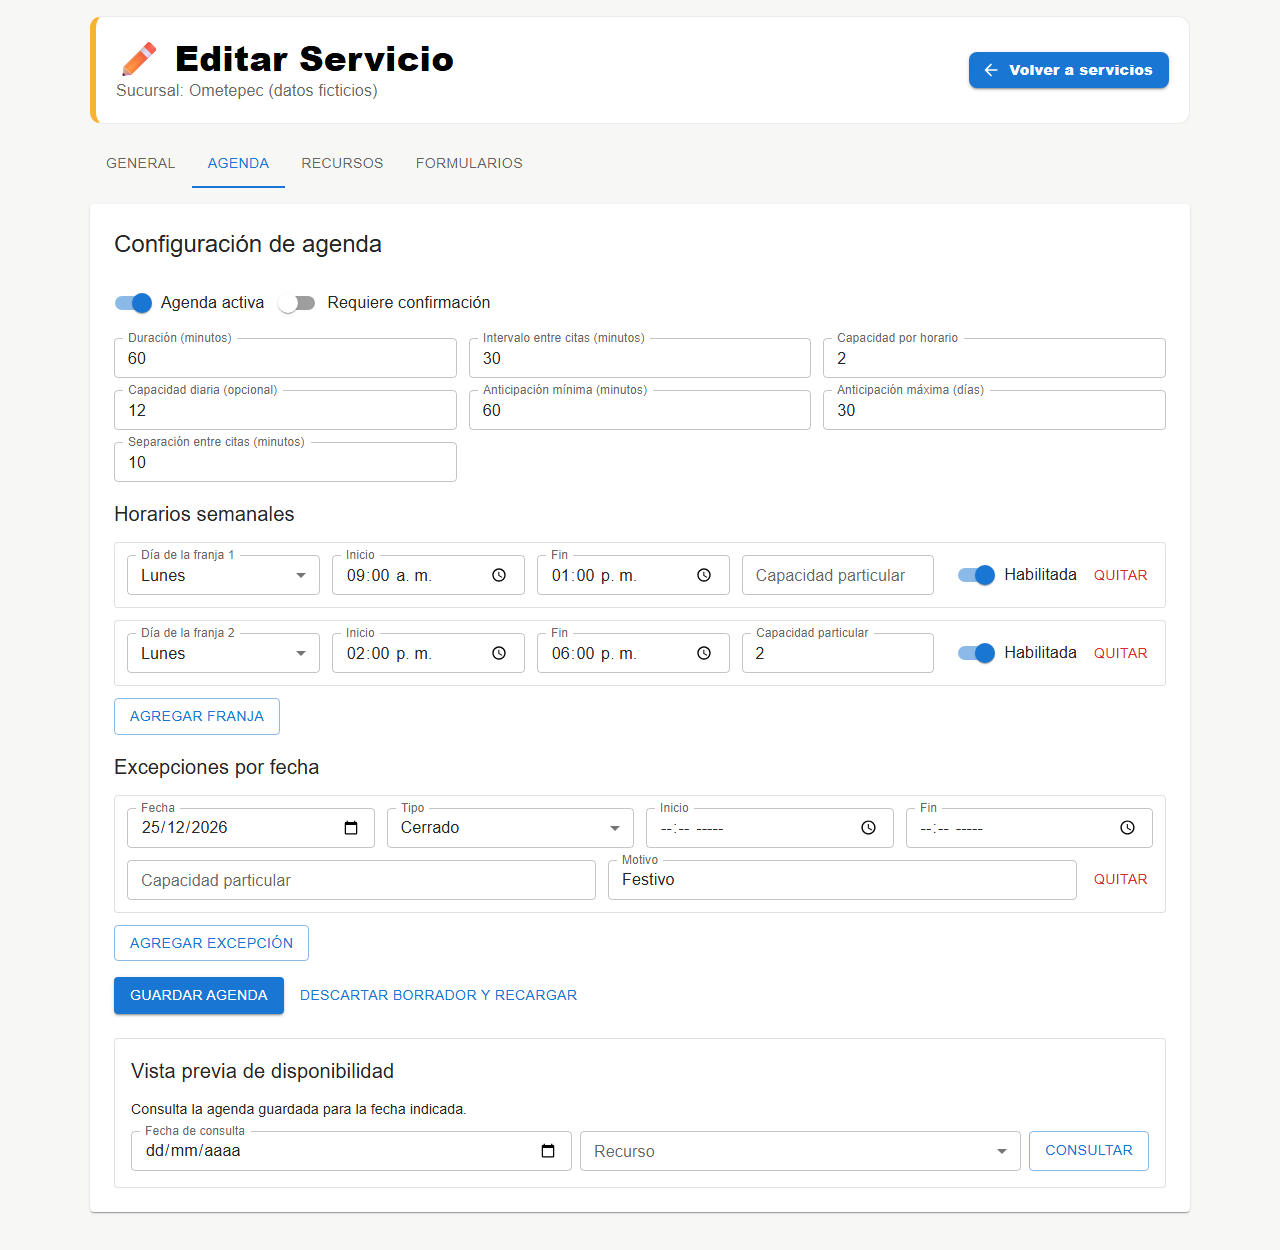 Editar Servicio
Sucursal: Ometepec (datos ficticios)
Volver a servicios
GENERAL AGENDA RECURSOS FORMULARIOS
Configuración de agenda
Agenda activa Requiere confirmación
Duración (minutos) Intervalo entre citas (minutos) Capacidad por horario
60 30 2
Capacidad diaria (opcional) Anticipación mínima (minutos) Anticipación máxima (días)
12 60 30
Separación entre citas (minutos)
10
Horarios semanales
Día de la franja 1 Inicio Fin
Lunes 09:00 a. m. 01:00 p. m. Capacidad particular Habilitada QUITAR
Día de la franja 2 Inicio Fin Capacidad particular
Lunes 02:00 p. m. 06:00 p. m. 2 Habilitada QUITAR
AGREGAR FRANJA
Excepciones por fecha
Fecha Tipo Inicio Fin
25/12/2026 Cerrado --:-- ----- --:-- -----
Motivo
Capacidad particular Festivo QUITAR
AGREGAR EXCEPCIÓN
GUARDAR AGENDA DESCARTAR BORRADOR Y RECARGAR
Vista previa de disponibilidad
Consulta la agenda guardada para la fecha indicada.
Fecha de consulta
dd/mm/aaaa Recurso CONSULTAR